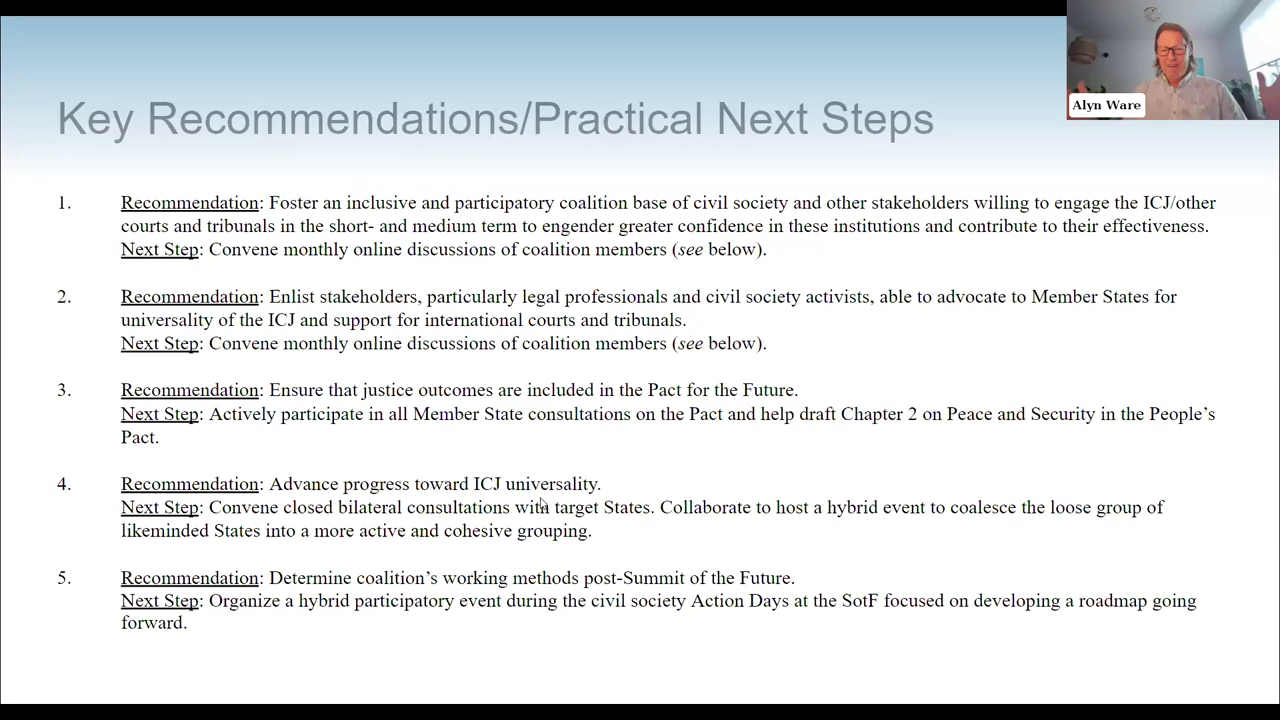 Alyn Ware
Key Recommendations/Practical Next Steps
1. Recommendation: Foster an inclusive and participatory coalition base of civil society and other stakeholders willing to engage the ICJ/other
courts and tribunals in the short- and medium term to engender greater confidence in these institutions and contribute to their effectiveness.
Next Step: Convene monthly online discussions of coalition members (see below).
2. Recommendation: Enlist stakeholders, particularly legal professionals and civil society activists, able to advocate to Member States for
universality of the ICJ and support for international courts and tribunals.
Next Step: Convene monthly online discussions of coalition members (see below).
3. Recommendation: Ensure that justice outcomes are included in the Pact for the Future.
Next Step: Actively participate in all Member State consultations on the Pact and help draft Chapter 2 on Peace and Security in the People’s
Pact.
4. Recommendation: Advance progress toward ICJ universality.
Next Step: Convene closed bilateral consultations with target States. Collaborate to host a hybrid event to coalesce the loose group of
likeminded States into a more active and cohesive grouping.
5. Recommendation: Determine coalition’s working methods post-Summit of the Future.
Next Step: Organize a hybrid participatory event during the civil society Action Days at the SotF focused on developing a roadmap going
forward.